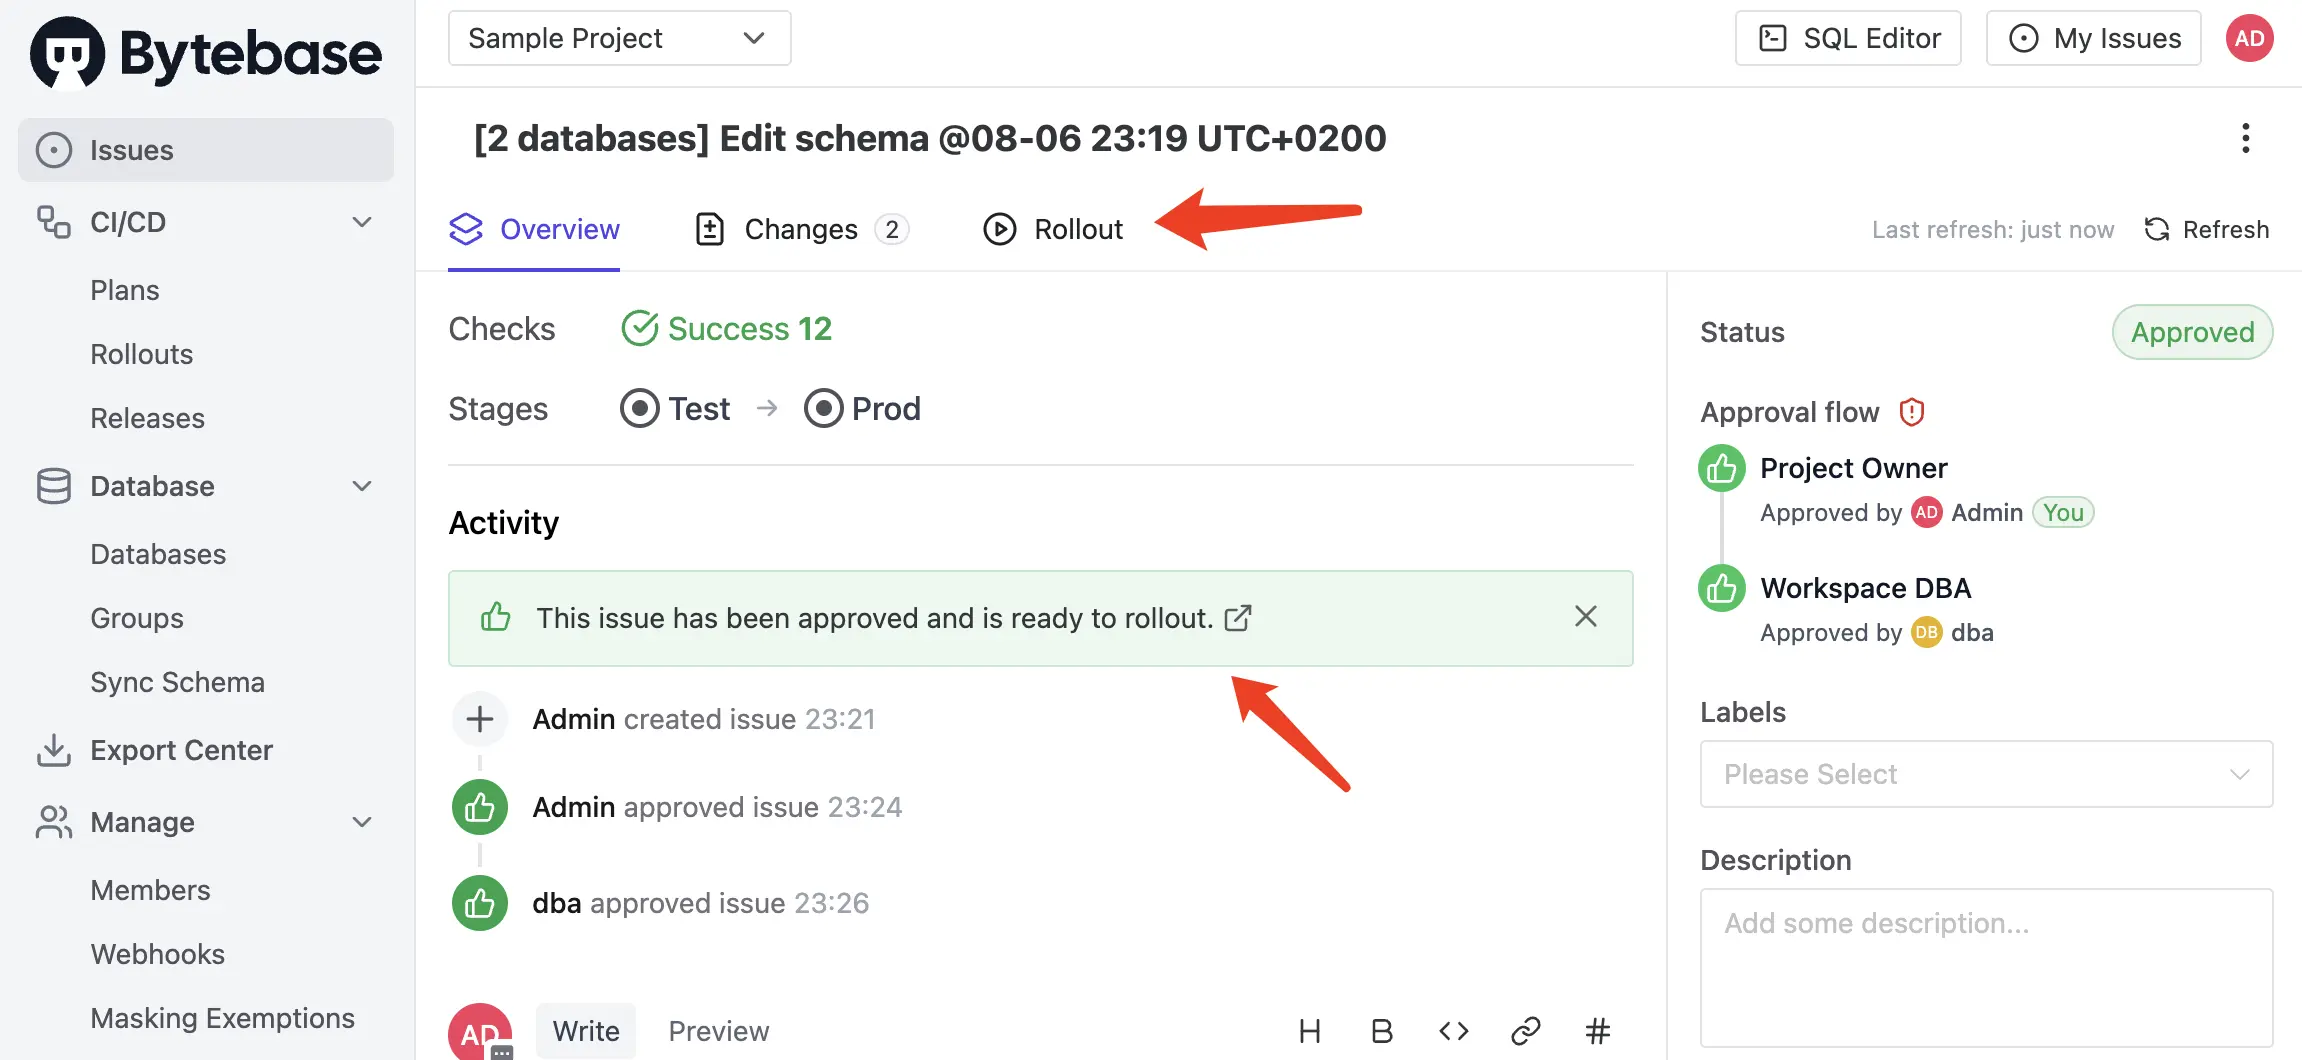 Bytebase
Issues
CI/CD
Plans
Rollouts
Releases
Database
Databases
Groups
Sync Schema
Export Center
Manage
Members
Webhooks
Masking Exemptions
Sample Project
SQL Editor
My Issues
AD
[2 databases] Edit schema @08-06 23:19 UTC+0200
Overview
Changes 2
Rollout
Last refresh: just now
Refresh
Checks
Success 12
Stages
Test → Prod
Activity
This issue has been approved and is ready to rollout.
Admin created issue 23:21
Admin approved issue 23:24
dba approved issue 23:26
AD
Write
Preview
H B <> #
Status
Approved
Approval flow
Project Owner
Approved by AD Admin You
Workspace DBA
Approved by DB dba
Labels
Please Select
Description
Add some description...